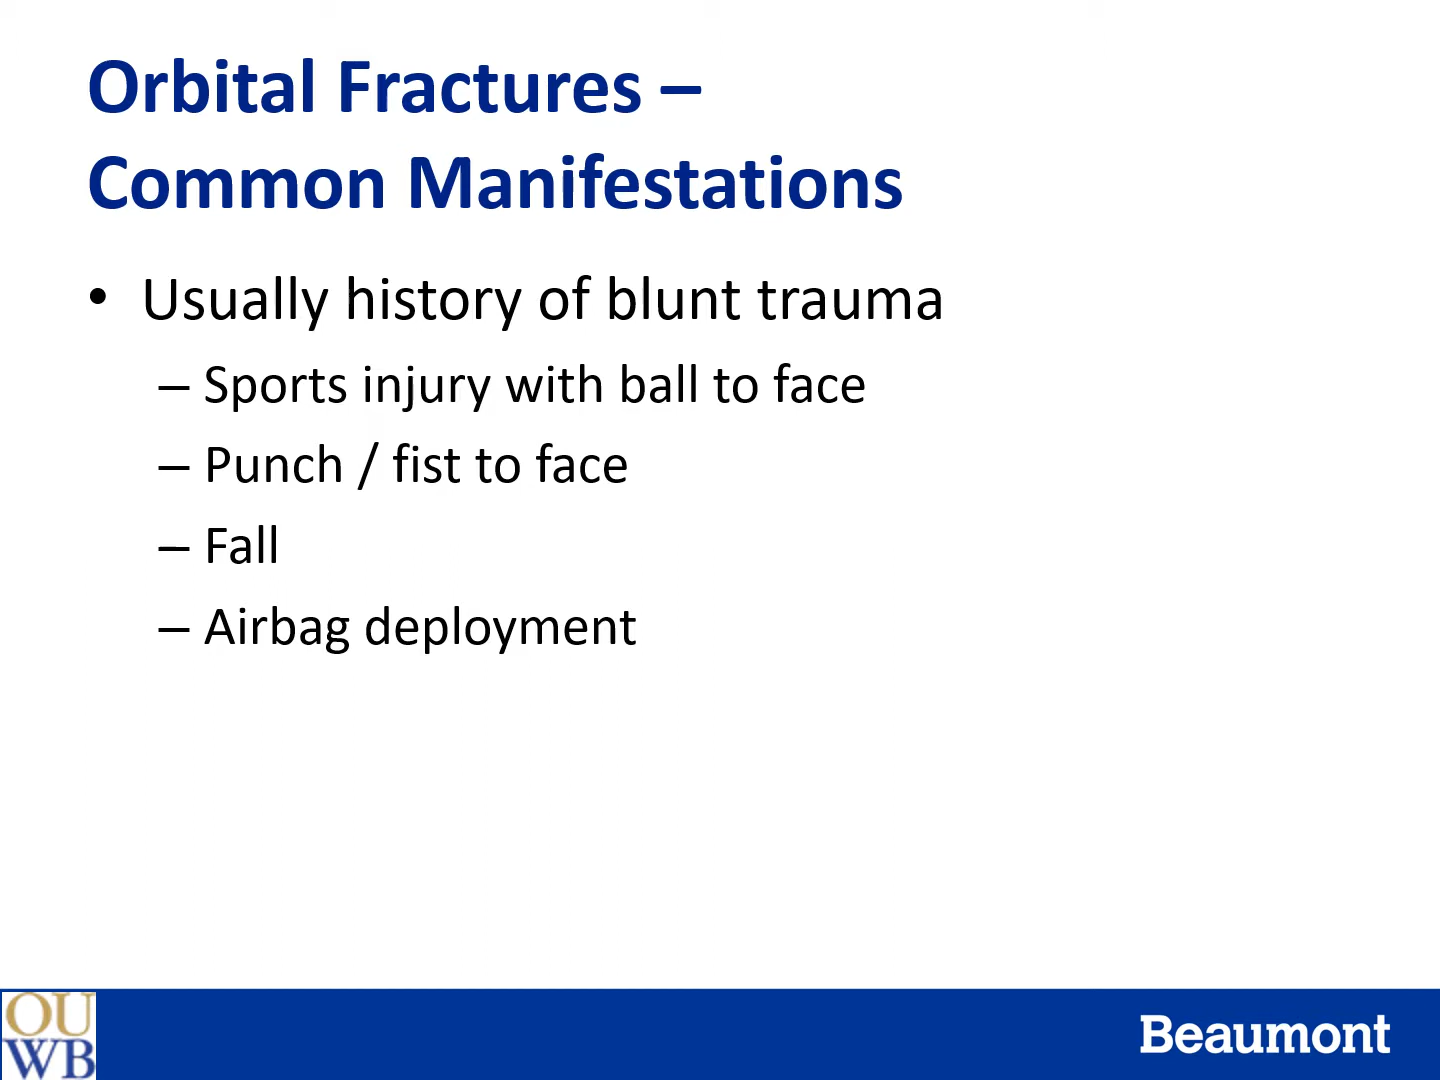 Orbital Fractures –
Common Manifestations
• Usually history of blunt trauma
– Sports injury with ball to face
– Punch / fist to face
– Fall
– Airbag deployment
OU
WB
Beaumont